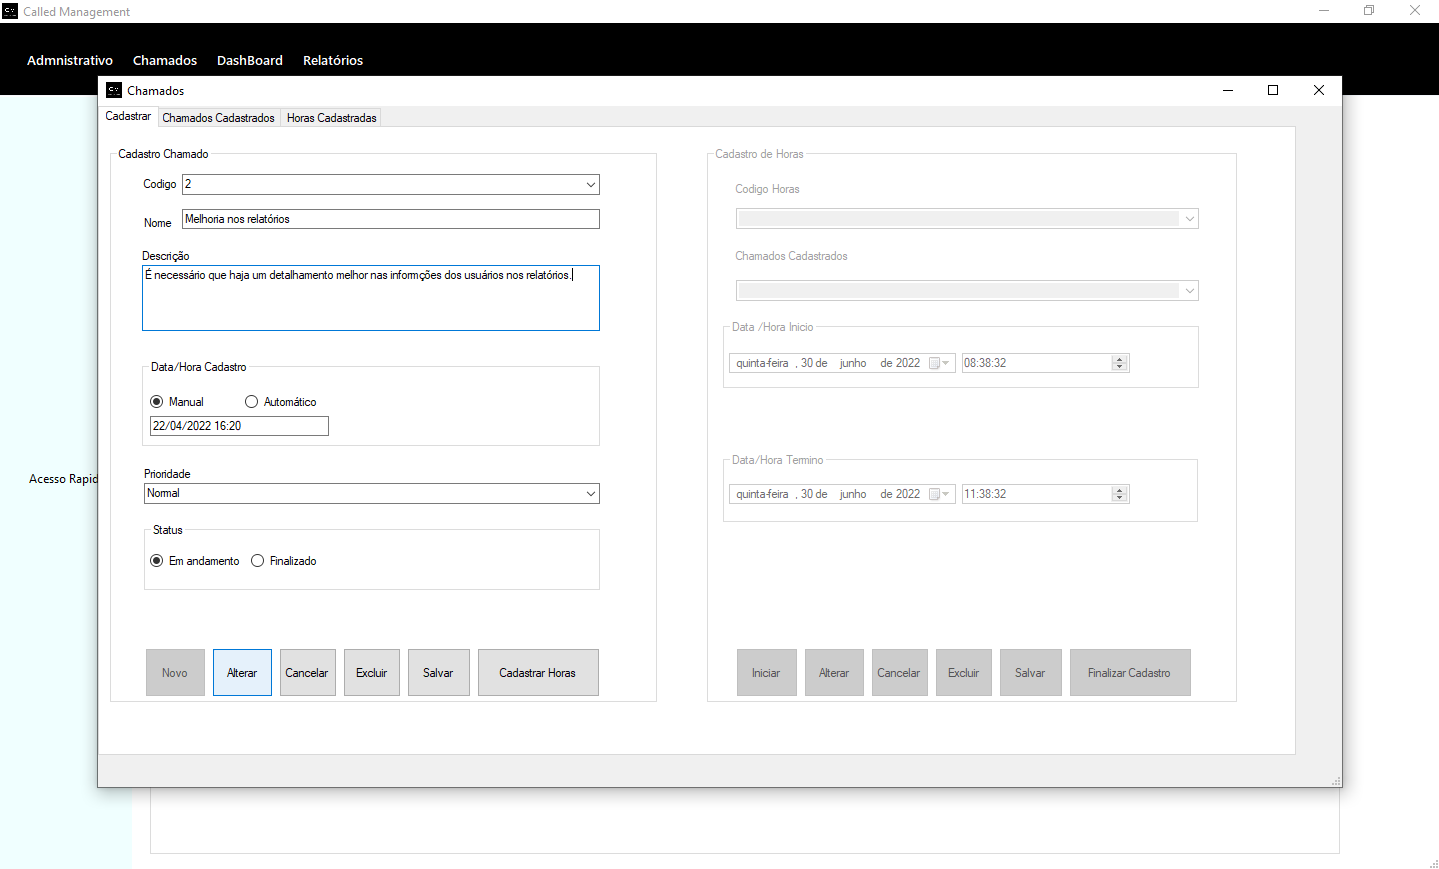 Called Management
Admnistrativo Chamados DashBoard Relatórios
Chamados
Cadastrar Chamados Cadastrados Horas Cadastradas
Cadastro Chamado
Codigo 2
Nome Melhoria nos relatórios
Descrição
É necessário que haja um detalhamento melhor nas informções dos usuários nos relatórios.
Data/Hora Cadastro
Manual Automático
22/04/2022 16:20
Prioridade
Normal
Status
Em andamento Finalizado
Novo Alterar Cancelar Excluir Salvar Cadastrar Horas
Cadastro de Horas
Codigo Horas
Chamados Cadastrados
Data /Hora Inicio
quinta-feira , 30 de junho de 2022 08:38:32
Data/Hora Termino
quinta-feira , 30 de junho de 2022 11:38:32
Iniciar Alterar Cancelar Excluir Salvar Finalizar Cadastro
Acesso Rapid